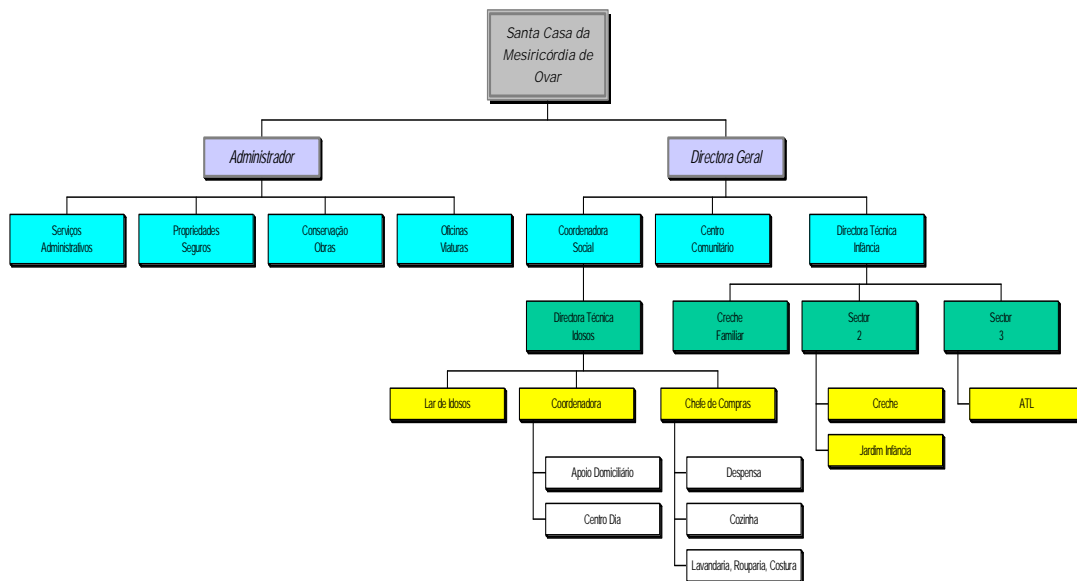 Santa Casa da
Mesiricórdia de
Ovar
Administrador
Directora Geral
Serviços
Administrativos
Propriedades
Seguros
Conservação
Obras
Oficinas
Viaturas
Coordenadora
Social
Centro
Comunitário
Directora Técnica
Infância
Directora Técnica
Idosos
Creche
Familiar
Sector
2
Sector
3
Lar de Idosos
Coordenadora
Chefe de Compras
Creche
ATL
Jardim Infância
Apoio Domiciliário
Despensa
Centro Dia
Cozinha
Lavandaria, Rouparia, Costura